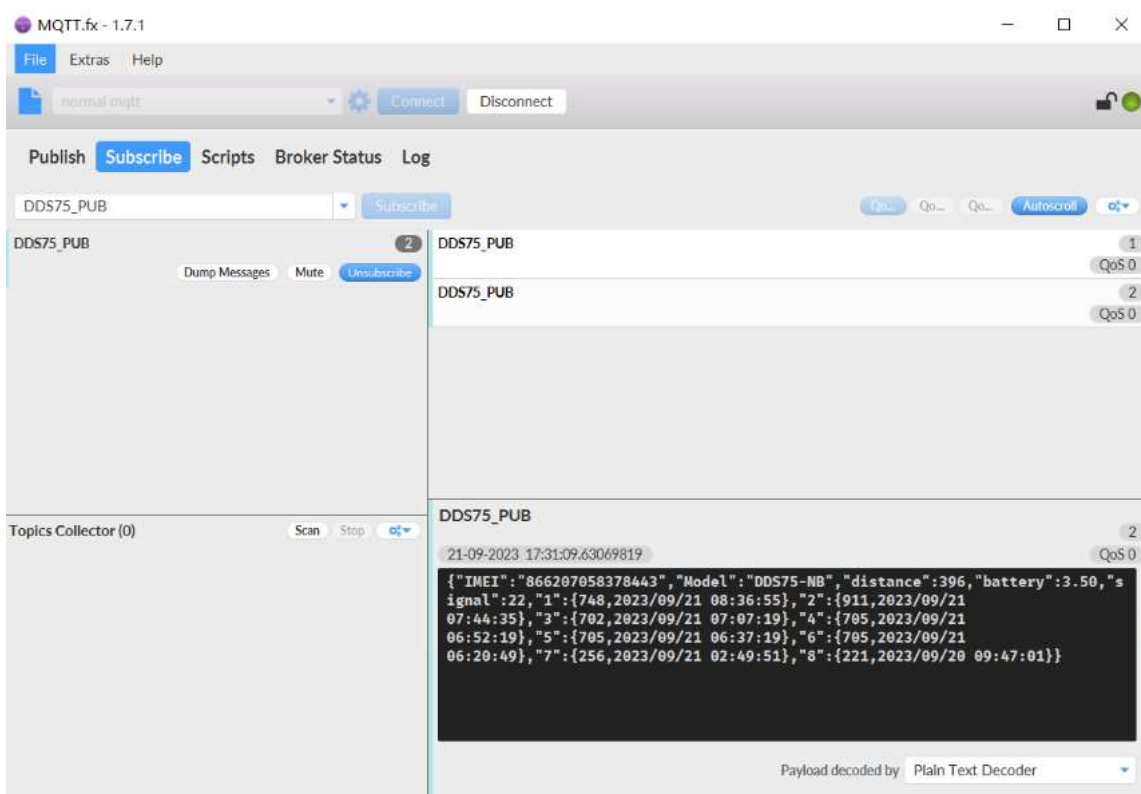 MQTT.fx - 1.7.1
File Extras Help
normal mqtt Connect Disconnect
Publish Subscribe Scripts Broker Status Log
DDS75_PUB Subscribe Qo... Qo... Qo... Autoscroll
DDS75_PUB 2
Dump Messages Mute Unsubscribe
DDS75_PUB 1
QoS 0
DDS75_PUB 2
QoS 0
Topics Collector (0) Scan Stop
DDS75_PUB
2
21-09-2023 17:31:09.63069819 QoS 0
{"IMEI":"866207058378443","Model":"DDS75-NB","distance":396,"battery":3.50,"s
ignal":22,"1":{748,2023/09/21 08:36:55},"2":{911,2023/09/21
07:44:35},"3":{702,2023/09/21 07:07:19},"4":{705,2023/09/21
06:52:19},"5":{705,2023/09/21 06:37:19},"6":{705,2023/09/21
06:20:49},"7":{256,2023/09/21 02:49:51},"8":{221,2023/09/20 09:47:01}}
Payload decoded by Plain Text Decoder